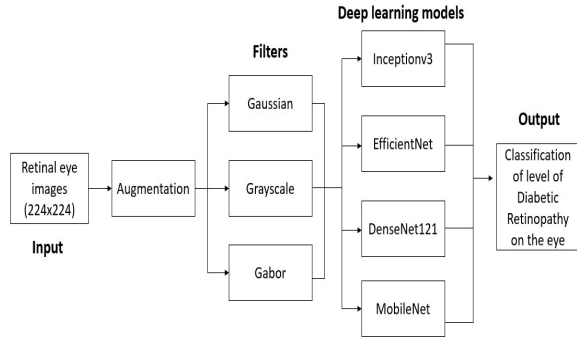 Deep learning models
Filters
Inceptionv3
Gaussian
EfficientNet
Output
Retinal eye
images
(224x224)
Augmentation
Grayscale
Classification
of level of
Diabetic
Retinopathy
on the eye
DenseNet121
Input
Gabor
MobileNet